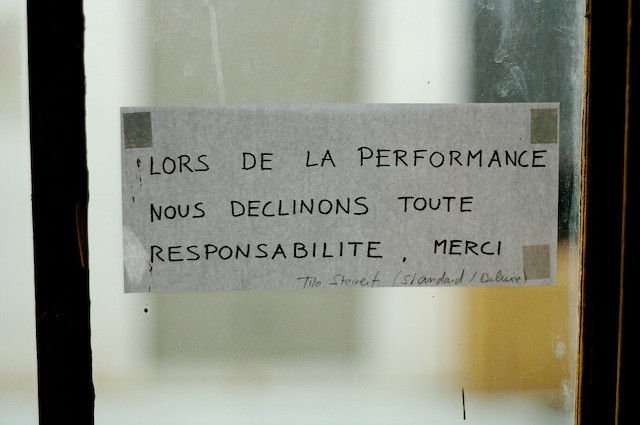 LORS DE LA PERFORMANCE
NOUS DECLINONS TOUTE
RESPONSABILITE, MERCI
Tilo Steireif (Standard/Deluxe)